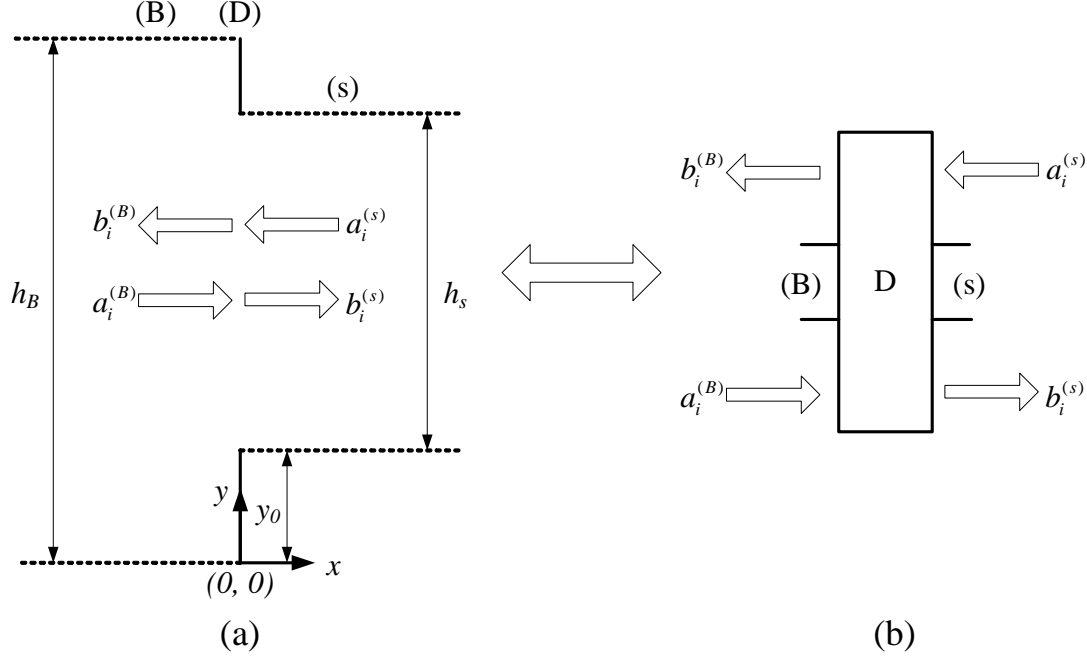 (B) (D)
(s)
b_i^{(B)} a_i^{(s)}
h_B a_i^{(B)} b_i^{(s)} h_s
y y_0
(0, 0) x
(a)
b_i^{(B)} a_i^{(s)}
(B) D (s)
a_i^{(B)} b_i^{(s)}
(b)